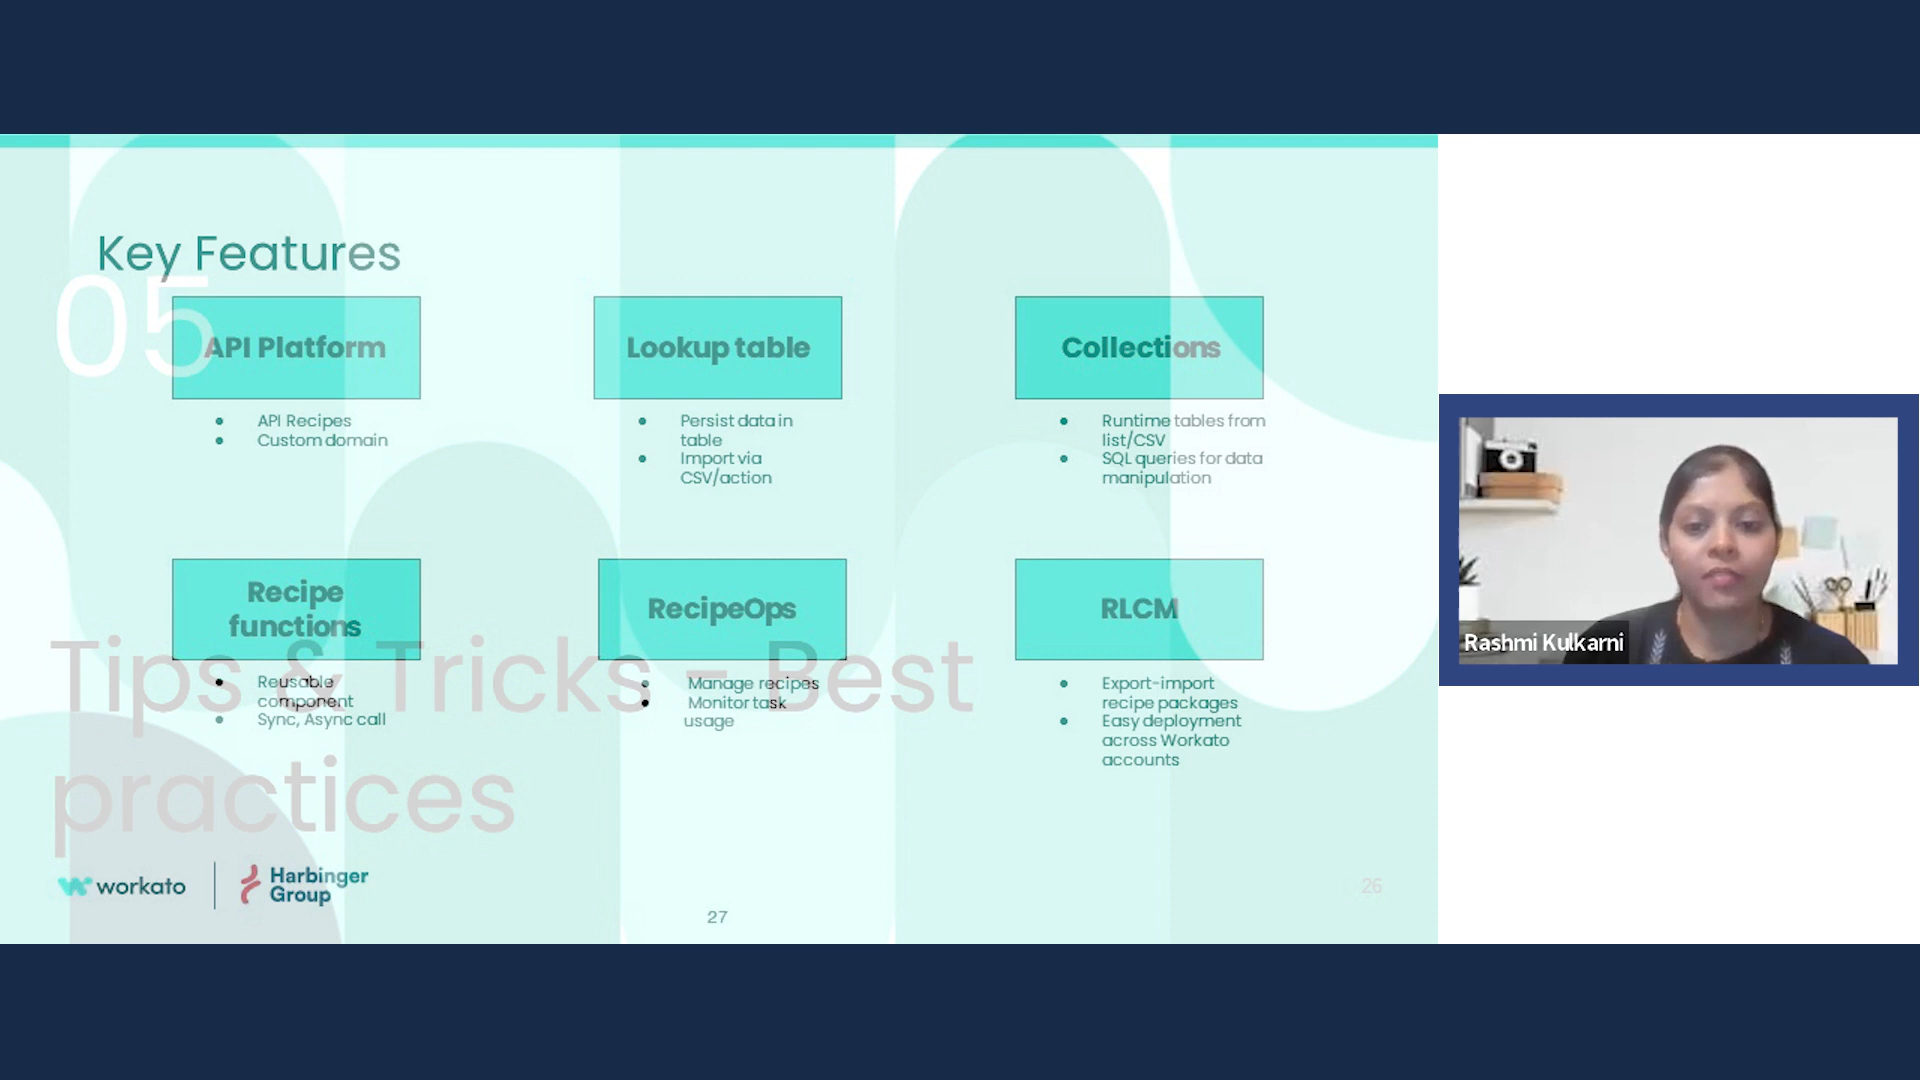 Key Features
05
API Platform
API Recipes
Custom domain
Lookup table
Persist data in
table
Import via
CSV/action
Collections
Runtime tables from
list/CSV
SQL queries for data
manipulation
Recipe
functions
Reusable
component
Sync, Async call
RecipeOps
Manage recipes
Monitor task
usage
RLCM
Export-import
recipe packages
Easy deployment
across Workato
accounts
Tips & Tricks - Best
practices
workato
Harbinger
Group
27
26
Rashmi Kulkarni